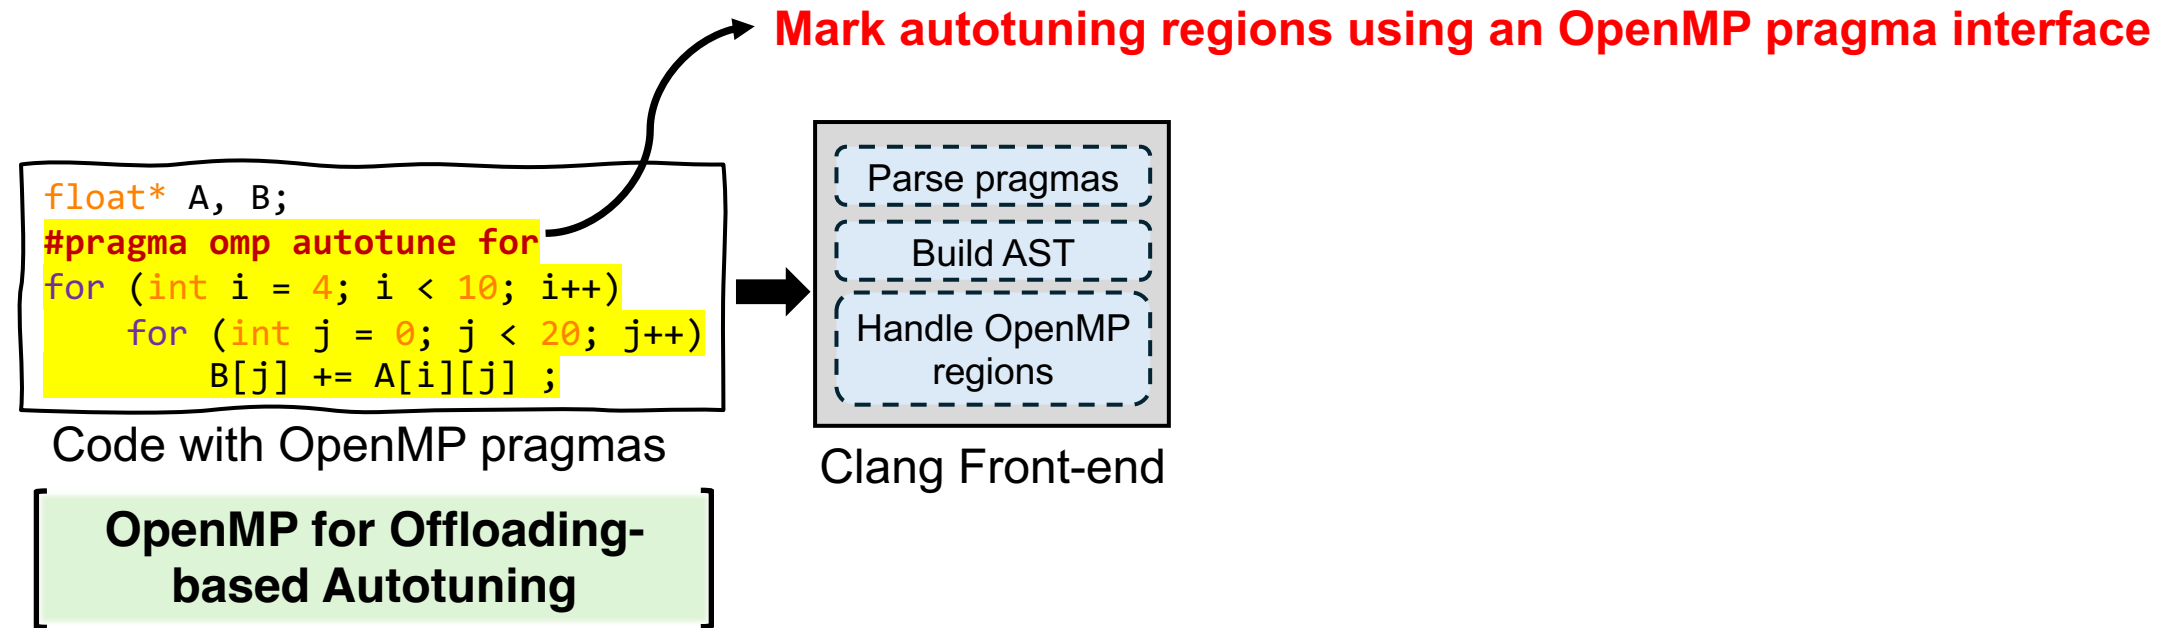 Mark autotuning regions using an OpenMP pragma interface
float* A, B;
#pragma omp autotune for
for (int i = 4; i < 10; i++)
for (int j = 0; j < 20; j++)
B[j] += A[i][j] ;
Code with OpenMP pragmas
OpenMP for Offloading-
based Autotuning
Parse pragmas
Build AST
Handle OpenMP
regions
Clang Front-end